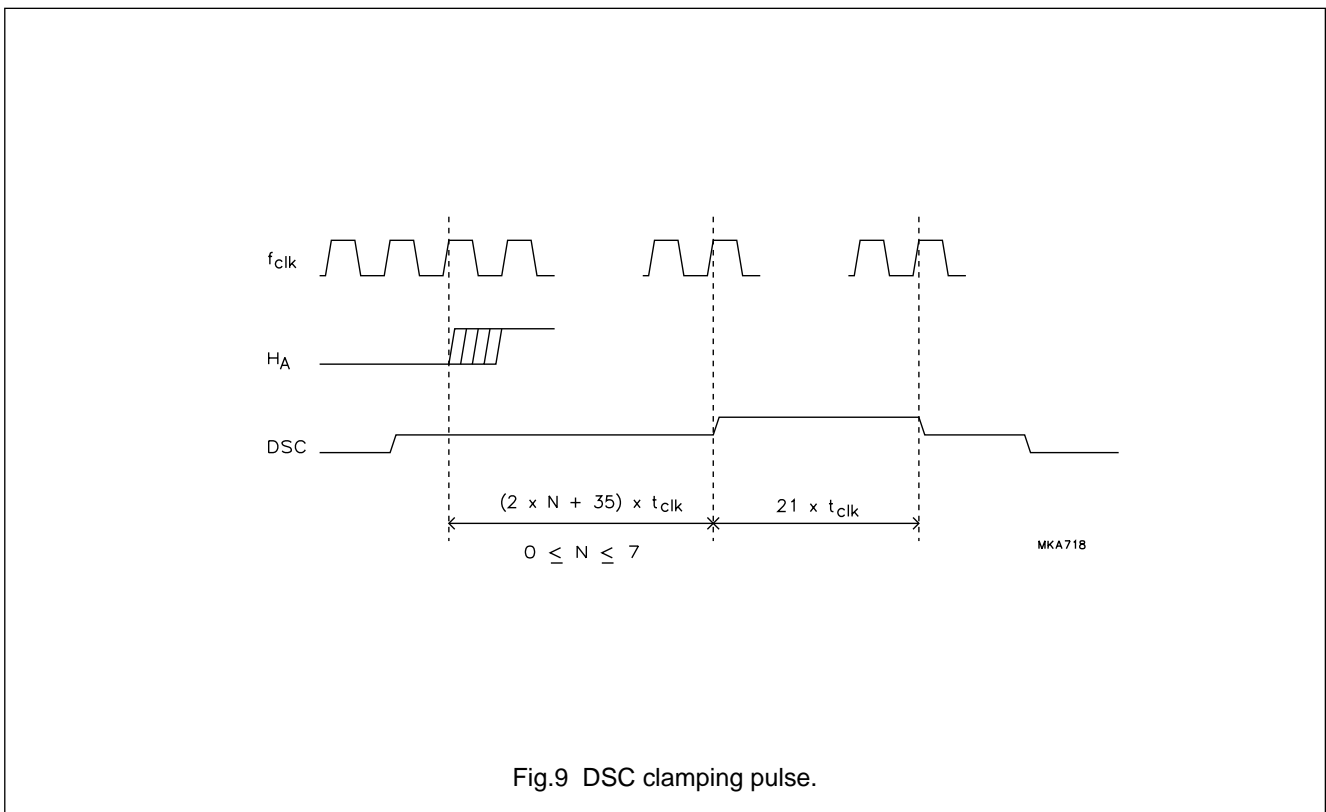 fclk
HA
DSC
(2 x N + 35) x tclk
21 x tclk
0 ≤ N ≤ 7
MKA718
Fig.9 DSC clamping pulse.